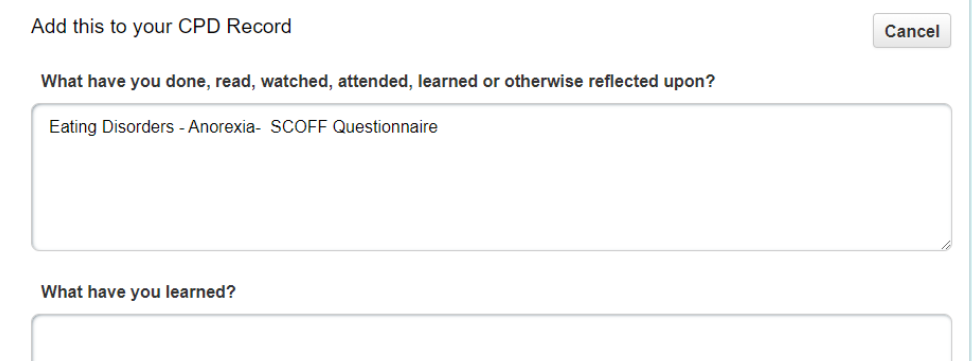 Add this to your CPD Record
Cancel
What have you done, read, watched, attended, learned or otherwise reflected upon?
Eating Disorders - Anorexia-  SCOFF Questionnaire
What have you learned?